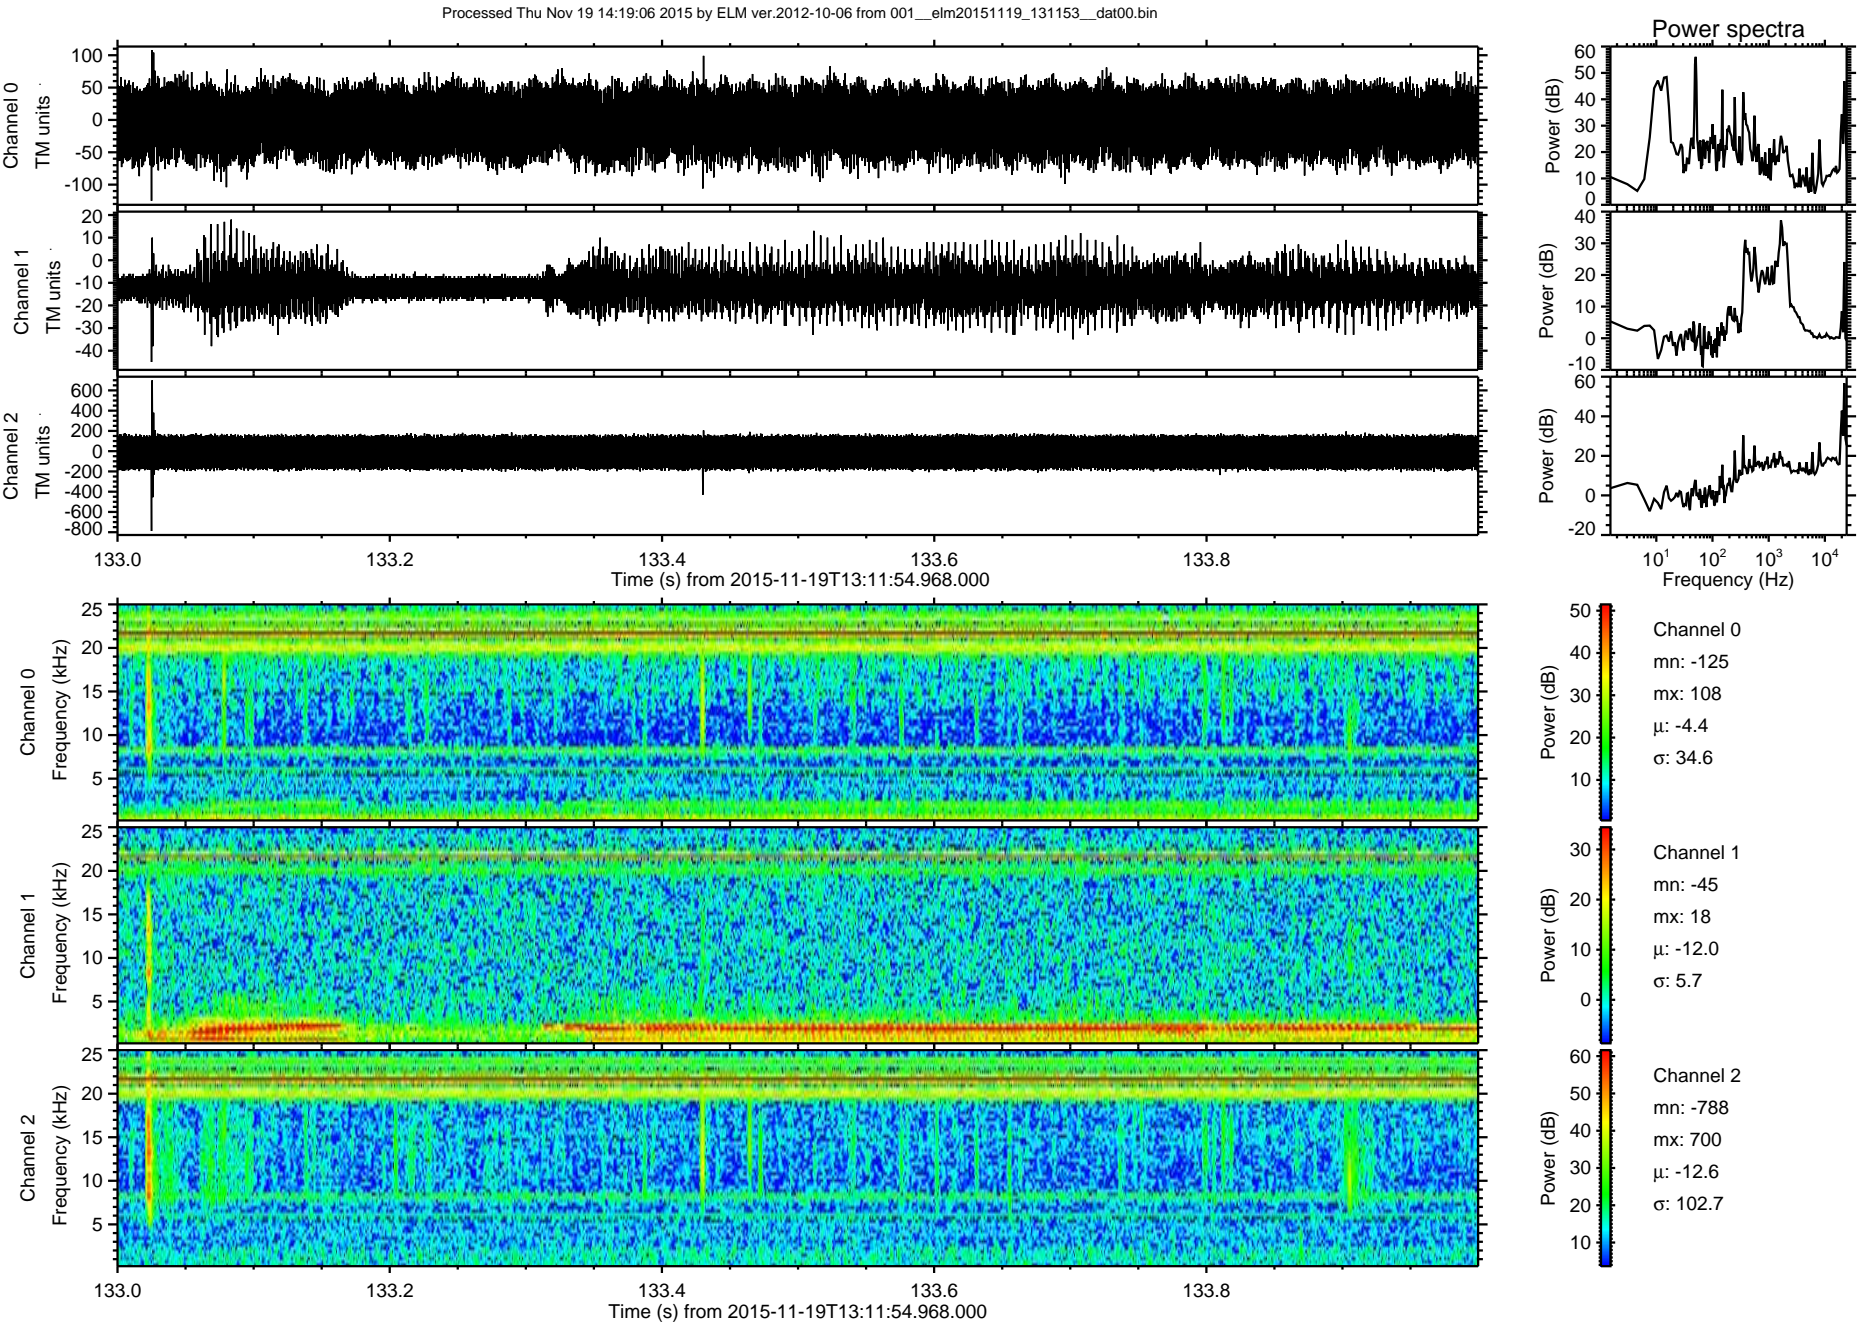 Processed Thu Nov 19 14:19:06 2015 by ELM ver.2012-10-06 from 001__elm20151119_131153__dat00.bin
Power spectra
Channel 0
TM units
100
50
0
-50
-100
Power (dB)
60
50
40
30
20
10
0
Channel 1
TM units
20
10
0
-10
-20
-30
-40
Power (dB)
40
30
20
10
0
-10
Channel 2
TM units
600
400
200
0
-200
-400
-600
-800
Power (dB)
60
40
20
0
-20
133.0 133.2 133.4 133.6 133.8
Time (s) from 2015-11-19T13:11:54.968.000
10¹ 10² 10³ 10⁴
Frequency (Hz)
Channel 0
Frequency (kHz)
25
20
15
10
5
Power (dB)
50
40
30
20
10
Channel 0
mn: -125
mx: 108
μ: -4.4
σ: 34.6
Channel 1
Frequency (kHz)
25
20
15
10
5
Power (dB)
30
20
10
0
Channel 1
mn: -45
mx: 18
μ: -12.0
σ: 5.7
Channel 2
Frequency (kHz)
25
20
15
10
5
Power (dB)
60
50
40
30
20
10
Channel 2
mn: -788
mx: 700
μ: -12.6
σ: 102.7
133.0 133.2 133.4 133.6 133.8
Time (s) from 2015-11-19T13:11:54.968.000